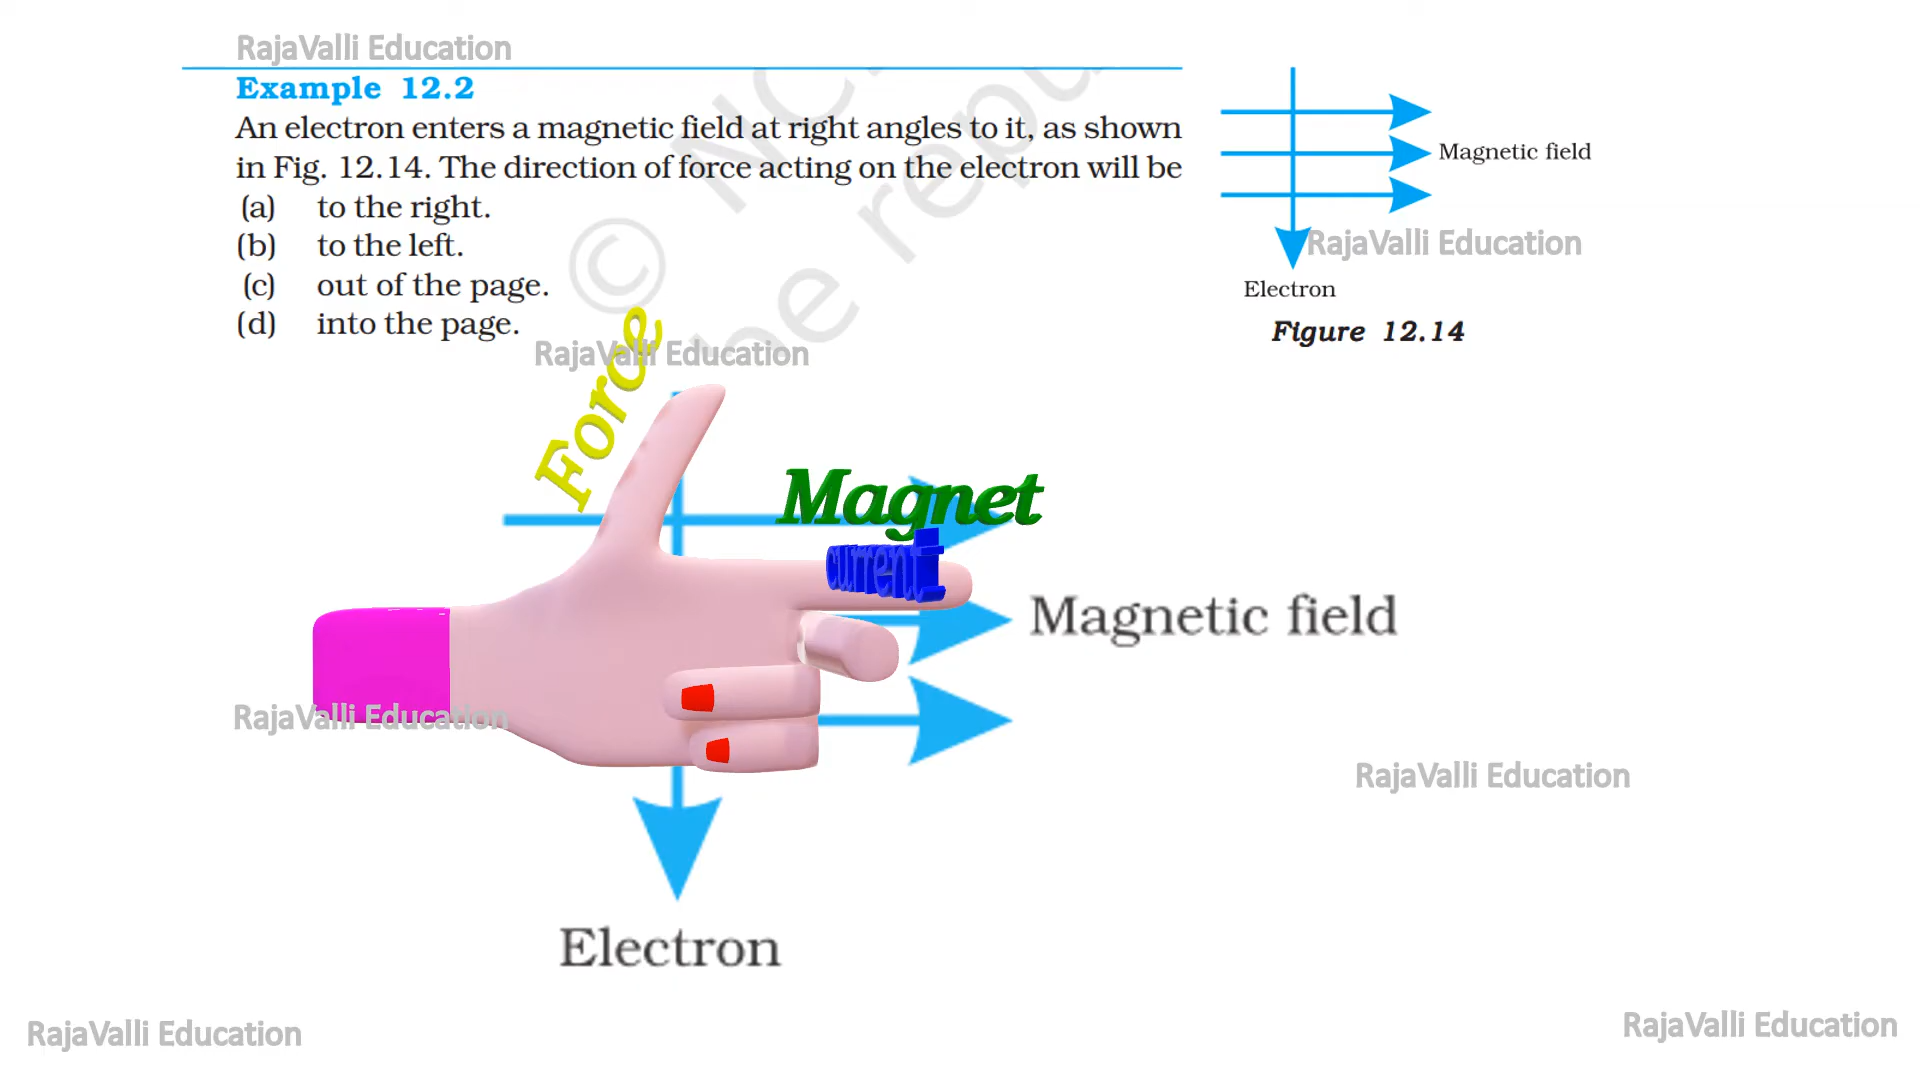 RajaValli Education
Example 12.2
An electron enters a magnetic field at right angles to it, as shown
in Fig. 12.14. The direction of force acting on the electron will be
(a) to the right.
(b) to the left.
(c) out of the page.
(d) into the page.
Magnetic field
RajaValli Education
Electron
Figure 12.14
RajaValli Education
Force
Magnet
current
Magnetic field
RajaValli Education
RajaValli Education
Electron
RajaValli Education
RajaValli Education